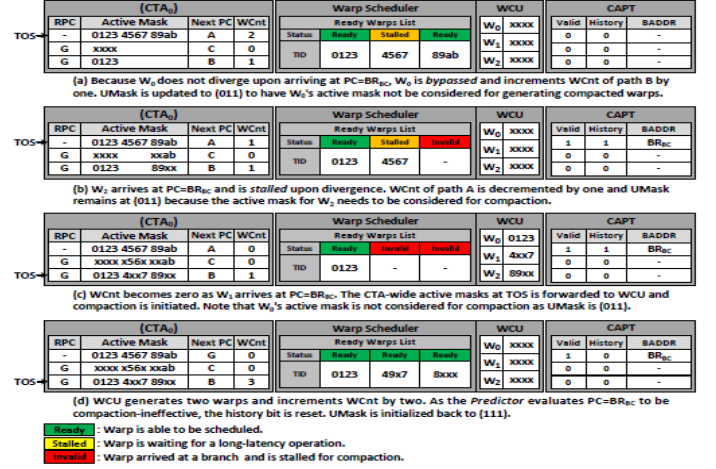 (CTA0) Warp Scheduler WCU CAPT
RPC Active Mask Next PC WCnt Ready Warps List W0 xxxx Valid History BADDR
TOS - 0123 4567 89ab A 2 Status Ready Stalled Ready 0 0 -
G xxxx C 0 TID 0123 4567 89ab W1 xxxx 0 0 -
G 0123 B 1 W2 xxxx 0 0 -
(a) Because W0 does not diverge upon arriving at PC=BRBC, W0 is bypassed and increments WCnt of path B by
one. UMask is updated to (011) to have W0's active mask not be considered for generating compacted warps.
(CTA0) Warp Scheduler WCU CAPT
RPC Active Mask Next PC WCnt Ready Warps List W0 xxxx Valid History BADDR
TOS - 0123 4567 89ab A 1 Status Ready Stalled Invalid 1 1 BRBC
G xxxx xxab C 0 TID 0123 4567 - W1 xxxx 0 0 -
G 0123 89xx B 1 W2 xxxx 0 0 -
(b) W2 arrives at PC=BRBC and is stalled upon divergence. WCnt of path A is decremented by one and UMask
remains at (011) because the active mask for W2 needs to be considered for compaction.
(CTA0) Warp Scheduler WCU CAPT
RPC Active Mask Next PC WCnt Ready Warps List W0 0123 Valid History BADDR
- 0123 4567 89ab A 0 Status Ready Invalid Invalid 1 1 BRBC
G xxxx x56x xxab C 0 TID 0123 - - W1 4xx7 0 0 -
TOS G 0123 4xx7 89xx B 1 W2 89xx 0 0 -
(c) WCnt becomes zero as W1 arrives at PC=BRBC. The CTA-wide active masks at TOS is forwarded to WCU and
compaction is initiated. Note that W0's active mask is not considered for compaction as UMask is (011).
(CTA0) Warp Scheduler WCU CAPT
RPC Active Mask Next PC WCnt Ready Warps List W0 xxxx Valid History BADDR
- 0123 4567 89ab G 0 Status Ready Ready Ready 1 0 BRBC
G xxxx x56x xxab C 0 TID 0123 49x7 8xxx W1 xxxx 0 0 -
TOS G 0123 4xx7 89xx B 3 W2 xxxx 0 0 -
(d) WCU generates two warps and increments WCnt by two. As the Predictor evaluates PC=BRBC to be
compaction-ineffective, the history bit is reset. UMask is initialized back to (111).
Ready : Warp is able to be scheduled.
Stalled : Warp is waiting for a long-latency operation.
Invalid : Warp arrived at a branch and is stalled for compaction.